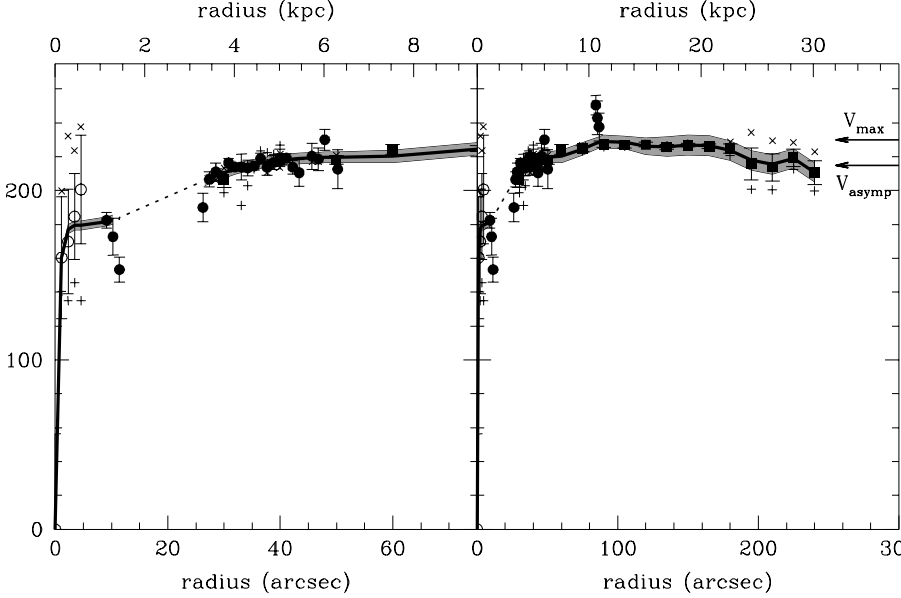 radius (kpc) radius (kpc)
0 2 4 6 8 0 10 20 30
V_max
V_asymp
200
100
0
0 20 40 60 0 100 200 30
radius (arcsec) radius (arcsec)